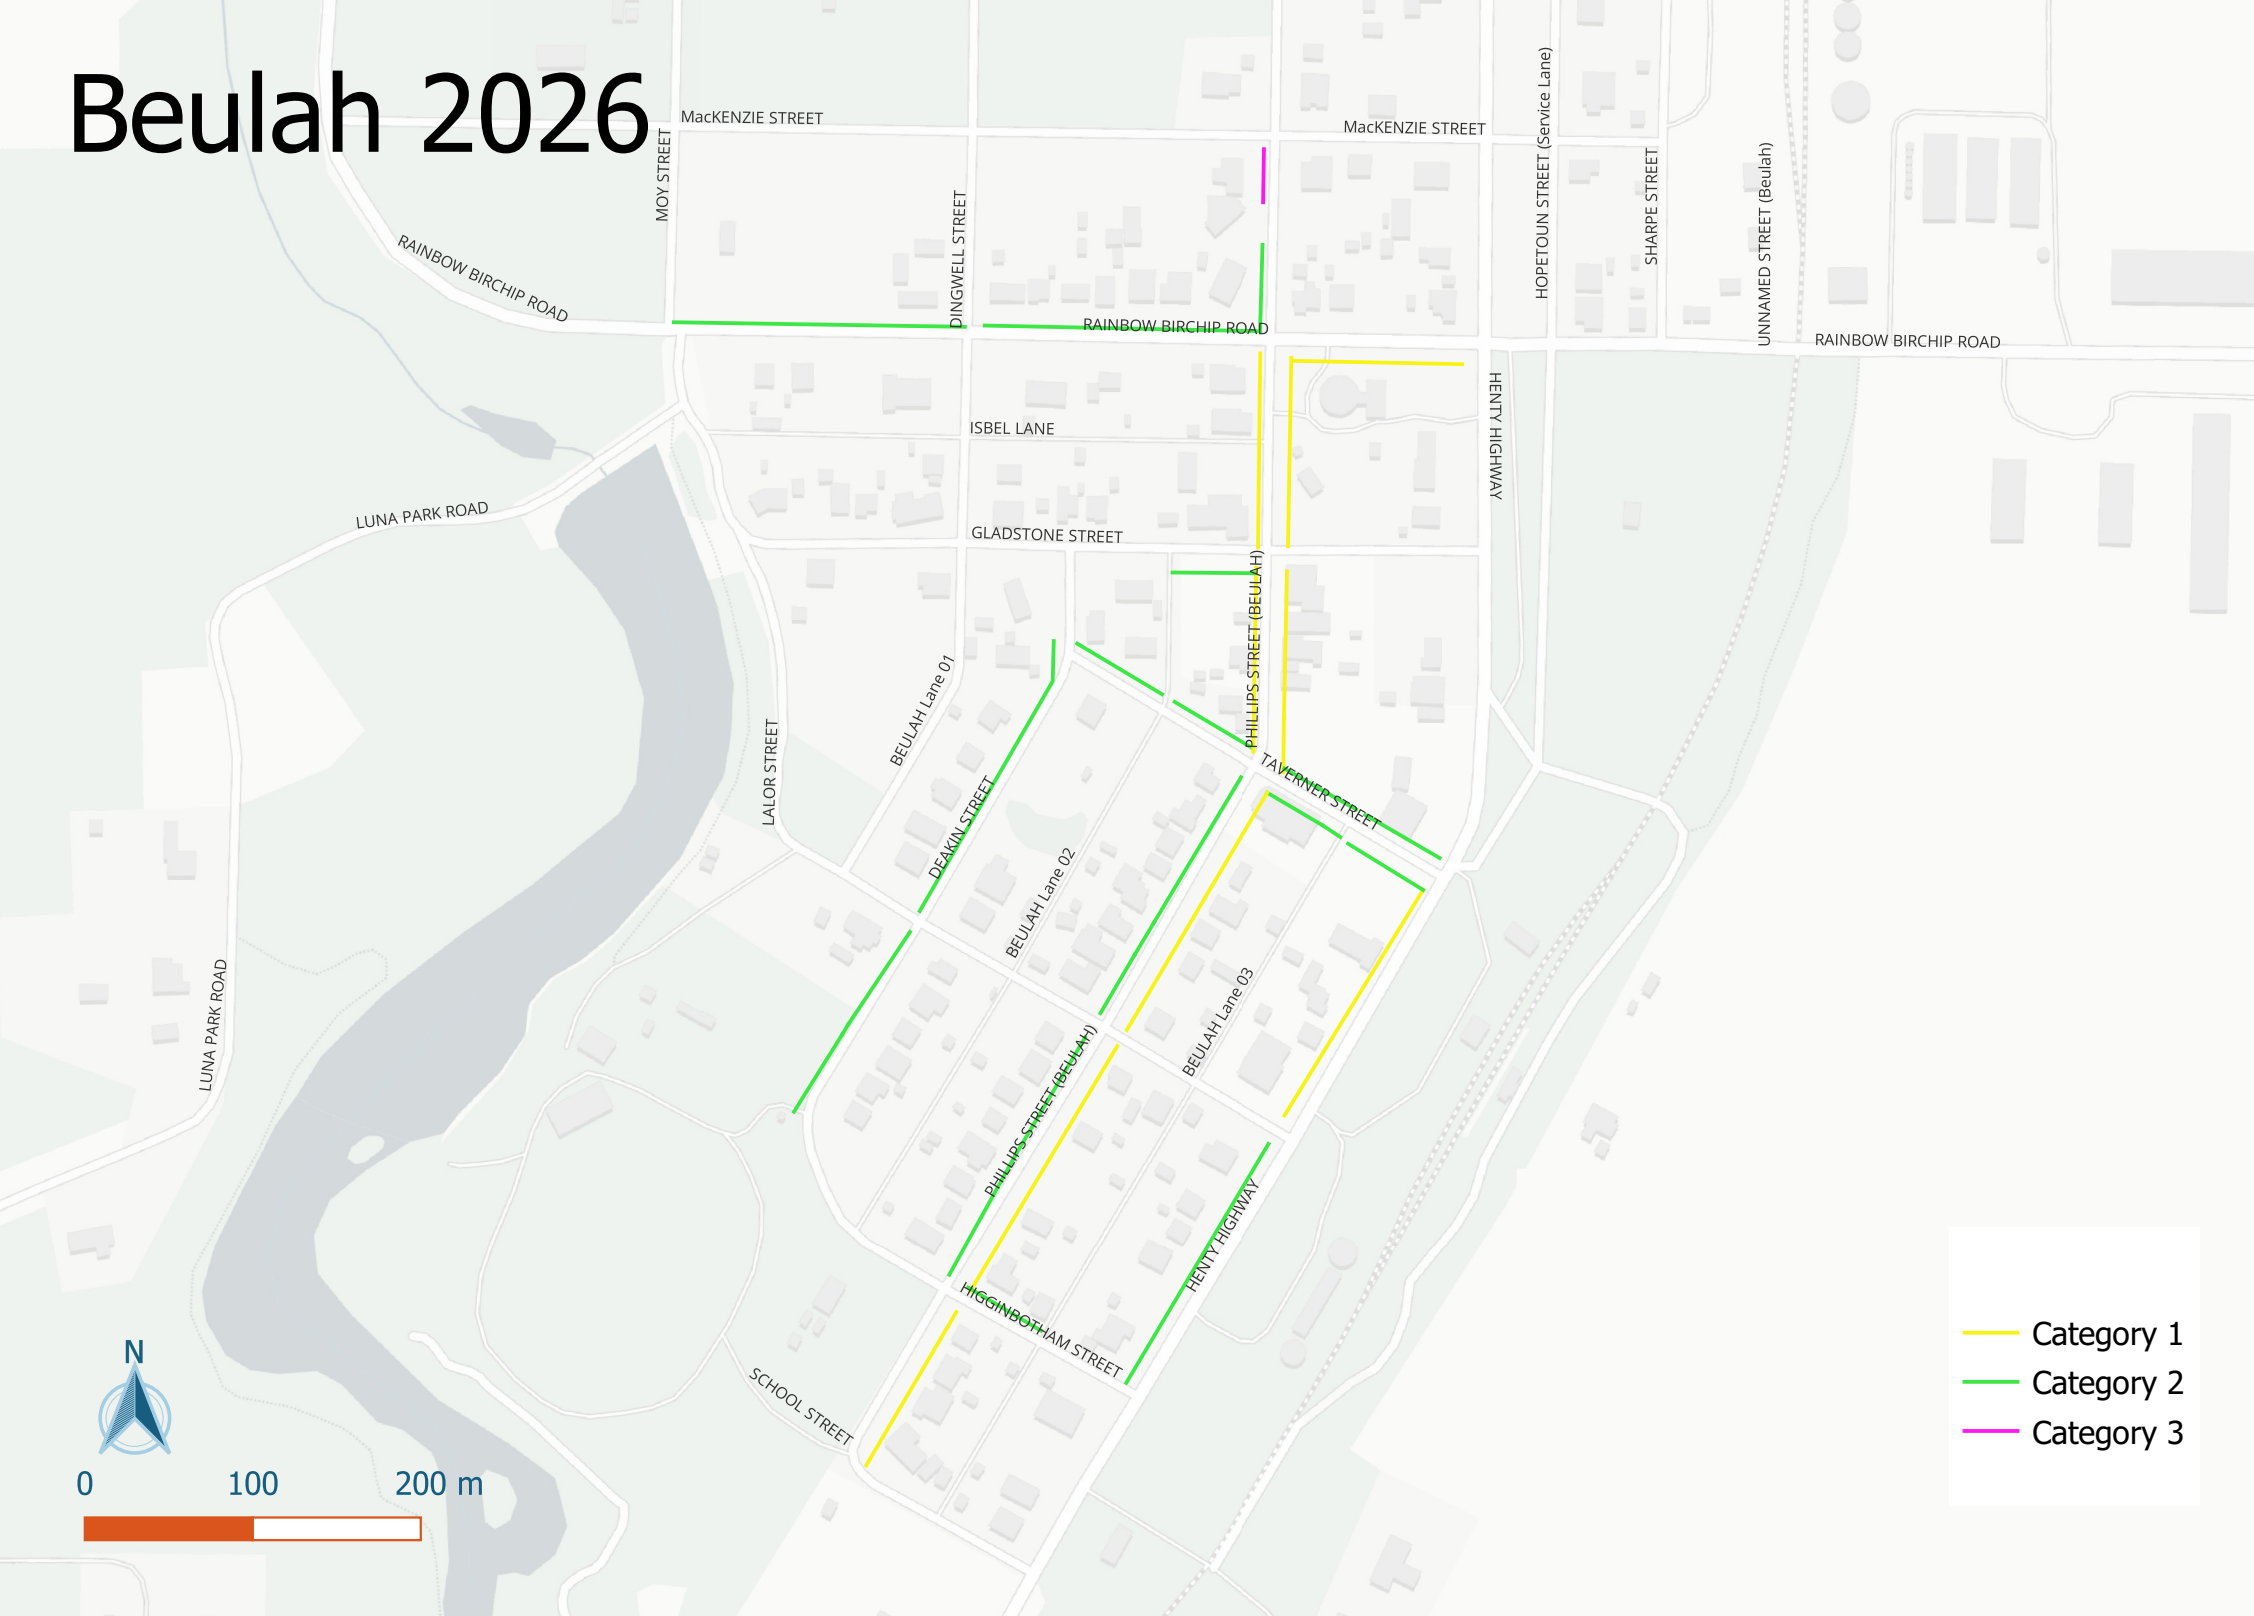 Beulah 2026
MacKENZIE STREET
MacKENZIE STREET
MOY STREET
HOPETOUN STREET (Service Lane)
SHARPE STREET
UNNAMED STREET (Beulah)
DINGWELL STREET
RAINBOW BIRCHIP ROAD
RAINBOW BIRCHIP ROAD
RAINBOW BIRCHIP ROAD
HENTY HIGHWAY
ISBEL LANE
LUNA PARK ROAD
GLADSTONE STREET
PHILLIPS STREET (BEULAH)
BEULAH Lane 01
LALOR STREET
TAVERNER STREET
DEAKIN STREET
BEULAH Lane 02
BEULAH Lane 03
LUNA PARK ROAD
PHILLIPS STREET (BEULAH)
HENTY HIGHWAY
HIGGINBOTHAM STREET
SCHOOL STREET
N
0 100 200 m
Category 1
Category 2
Category 3